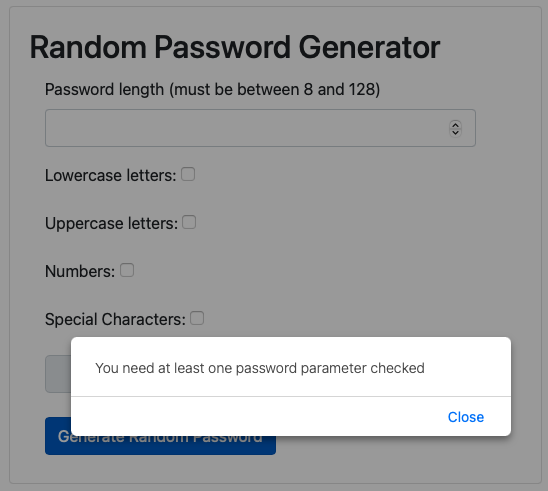 Random Password Generator
Password length (must be between 8 and 128)
Lowercase letters:
Uppercase letters:
Numbers:
Special Characters:
You need at least one password parameter checked
Close
Generate Random Password